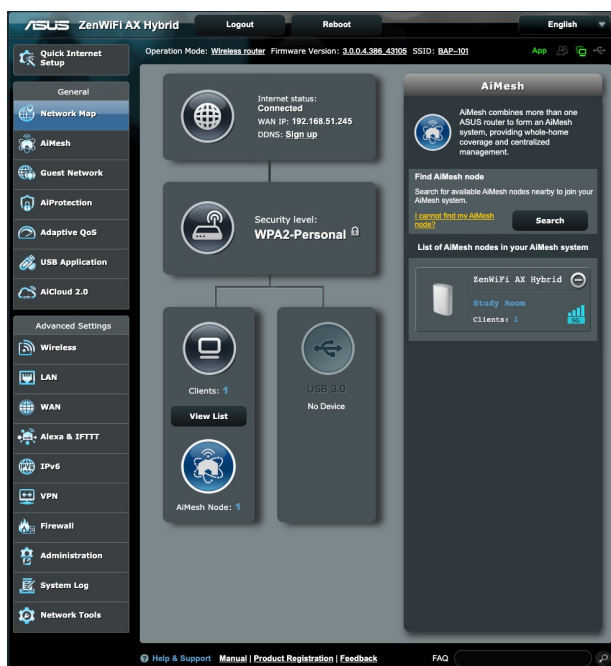 ASUS ZenWiFi AX Hybrid
Logout
Reboot
English
Quick Internet
Setup
Operation Mode: Wireless router Firmware Version: 3.0.0.4.386_43105 SSID: BAP-101
App
General
Network Map
AiMesh
Guest Network
AiProtection
Adaptive QoS
USB Application
AiCloud 2.0
Advanced Settings
Wireless
LAN
WAN
Alexa & IFTTT
IPv6
IPv6
VPN
Firewall
Administration
System Log
Network Tools
Internet status:
Connected
WAN IP: 192.168.51.245
DDNS: Sign up
Security level:
WPA2-Personal
Clients: 1
View List
AiMesh Node: 1
USB 3.0
No Device
AiMesh
AiMesh combines more than one
ASUS router to form an AiMesh
system, providing whole-home
coverage and centralized
management.
Find AiMesh node
Search for available AiMesh nodes nearby to join your
AiMesh system.
I cannot find my AiMesh
node?
Search
List of AiMesh nodes in your AiMesh system
ZenWiFi AX Hybrid
Study Room
Clients: 1
5G
Help & Support Manual | Product Registration | Feedback
FAQ